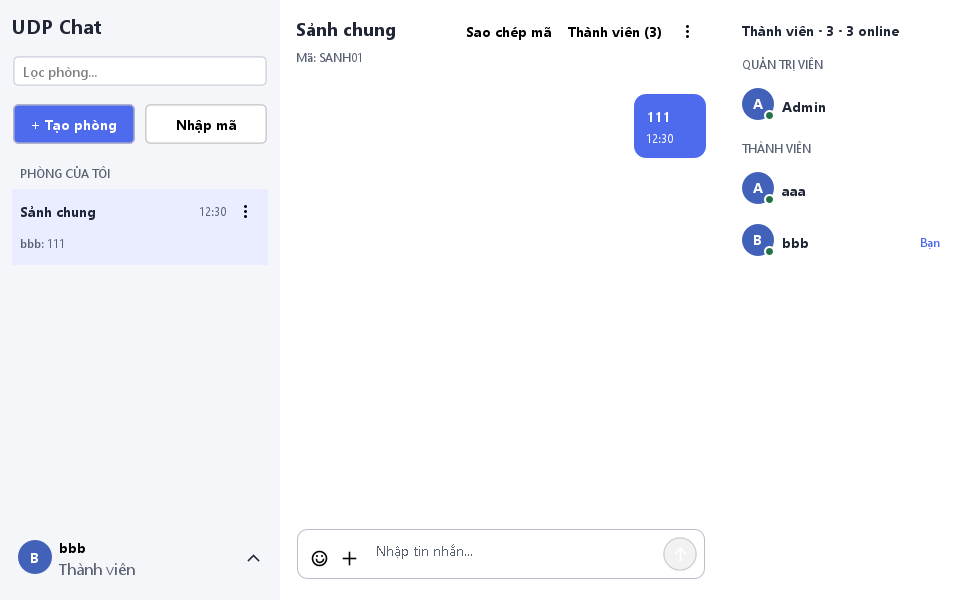 UDP Chat
Lọc phòng...
+ Tạo phòng
Nhập mã
PHÒNG CỦA TÔI
Sảnh chung
12:30
bbb: 111
B
bbb
Thành viên
Sảnh chung
Mã: SANH01
Sao chép mã
Thành viên (3)
111
12:30
Nhập tin nhắn...
Thành viên - 3 - 3 online
QUẢN TRỊ VIÊN
A
Admin
THÀNH VIÊN
A
aaa
B
bbb
Bạn